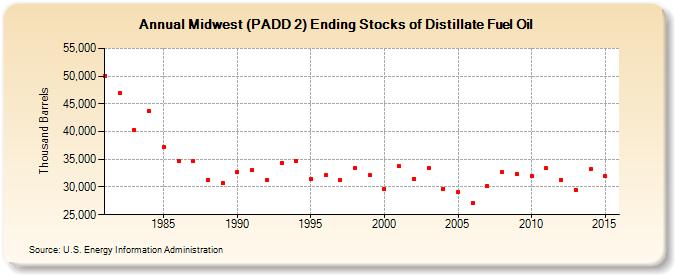 Annual Midwest (PADD 2) Ending Stocks of Distillate Fuel Oil
Thousand Barrels
55,000
50,000
45,000
40,000
35,000
30,000
25,000
1985 1990 1995 2000 2005 2010 2015
Source: U.S. Energy Information Administration